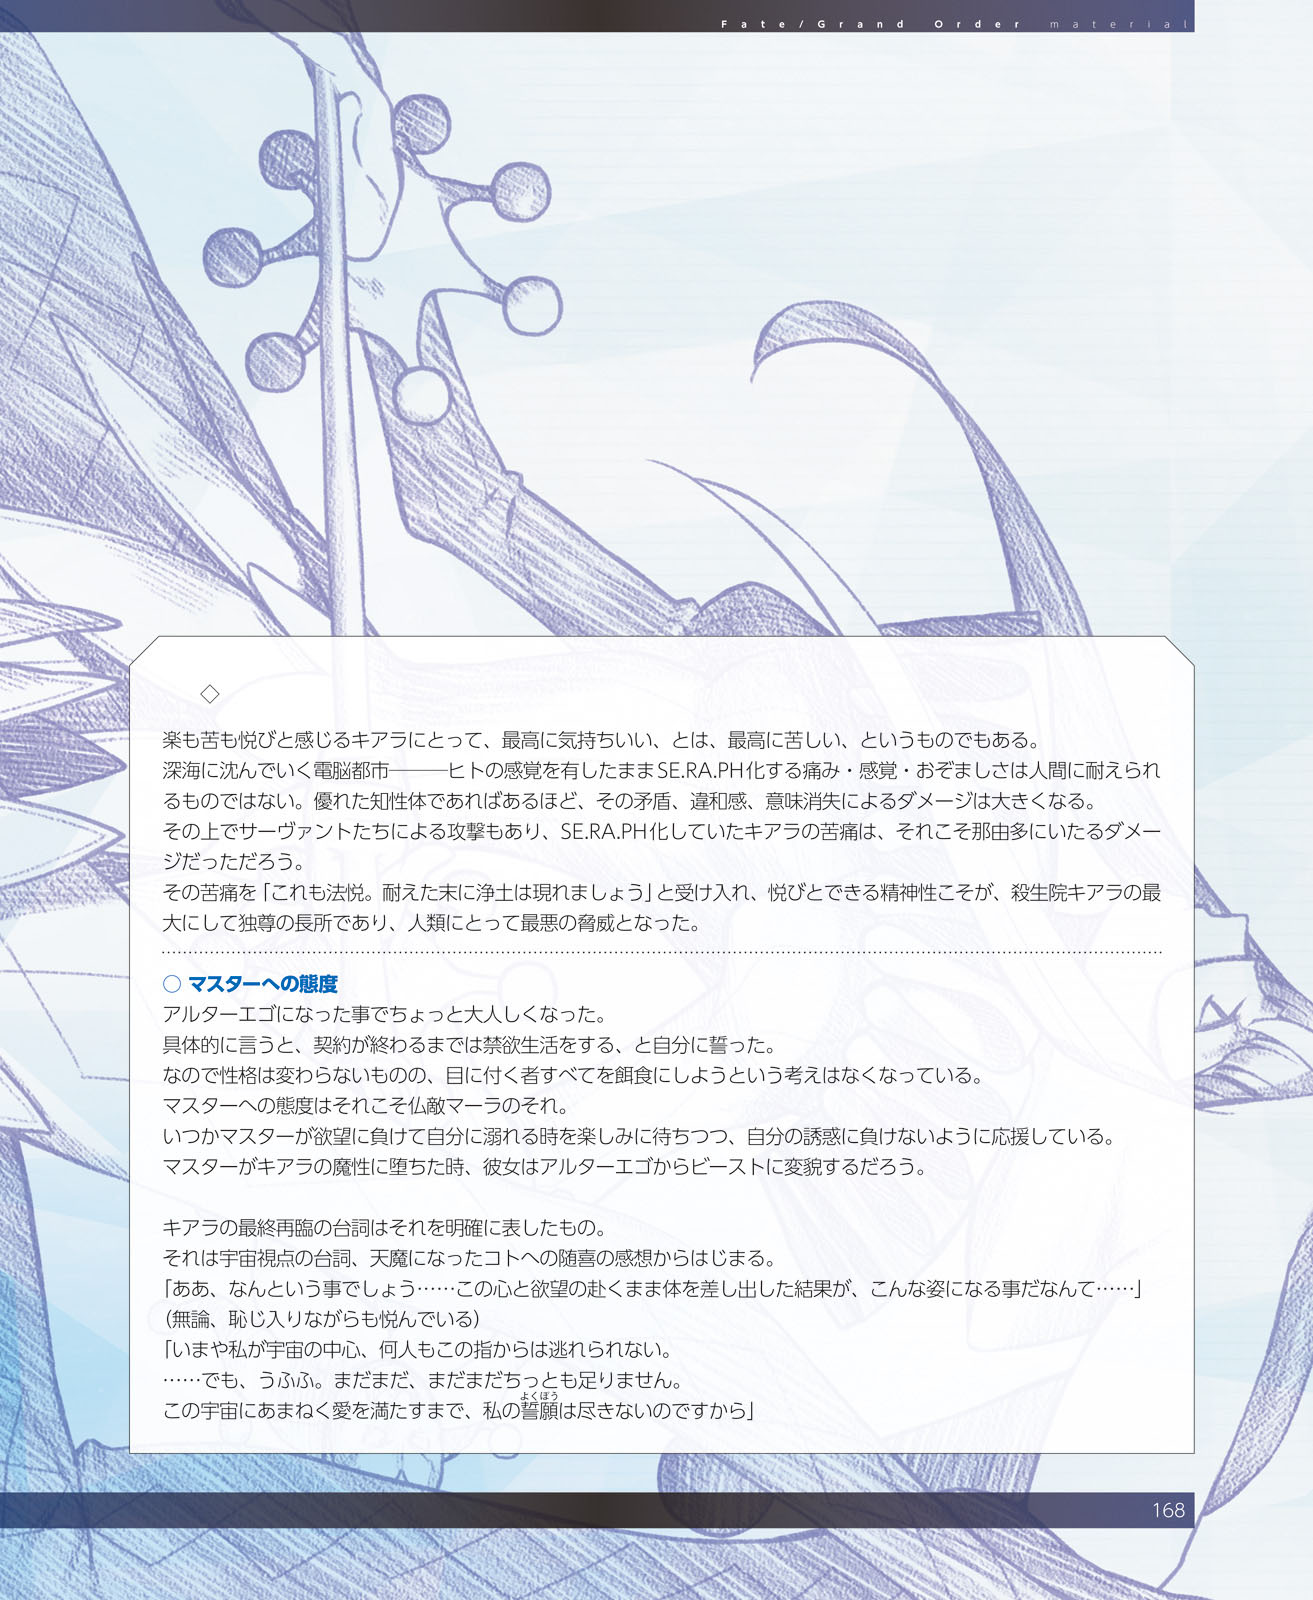 Fate/Grand Order material
◇
楽も苦も悦びと感じるキアラにとって、最高に気持ちいい、とは、最高に苦しい、というものでもある。
深海に沈んでいく電脳都市―――ヒトの感覚を有したままSE.RA.PH化する痛み・感覚・おぞましさは人間に耐えられ
るものではない。優れた知性体であればあるほど、その矛盾、違和感、意味消失によるダメージは大きくなる。
その上でサーヴァントたちによる攻撃もあり、SE.RA.PH化していたキアラの苦痛は、それこそ那由多にいたるダメー
ジだっただろう。
その苦痛を「これも法悦。耐えた末に浄土は現れましょう」と受け入れ、悦びとできる精神性こそが、殺生院キアラの最
大にして独尊の長所であり、人類にとって最悪の脅威となった。
○ マスターへの態度
アルターエゴになった事でちょっと大人しくなった。
具体的に言うと、契約が終わるまでは禁欲生活をする、と自分に誓った。
なので性格は変わらないものの、目に付く者すべてを餌食にしようという考えはなくなっている。
マスターへの態度はそれこそ仏敵マーラのそれ。
いつかマスターが欲望に負けて自分に溺れる時を楽しみに待ちつつ、自分の誘惑に負けないように応援している。
マスターがキアラの魔性に堕ちた時、彼女はアルターエゴからビーストに変貌するだろう。
キアラの最終再臨の台詞はそれを明確に表したもの。
それは宇宙視点の台詞、天魔になったコトへの随喜の感想からはじまる。
「ああ、なんという事でしょう……この心と欲望の赴くまま体を差し出した結果が、こんな姿になる事だなんて……」
（無論、恥じ入りながらも悦んでいる）
「いまや私が宇宙の中心、何人もこの指からは逃れられない。
……でも、うふふ。まだまだ、まだまだちっとも足りません。
よくぼう
この宇宙にあまねく愛を満たすまで、私の誓願は尽きないのですから」
168